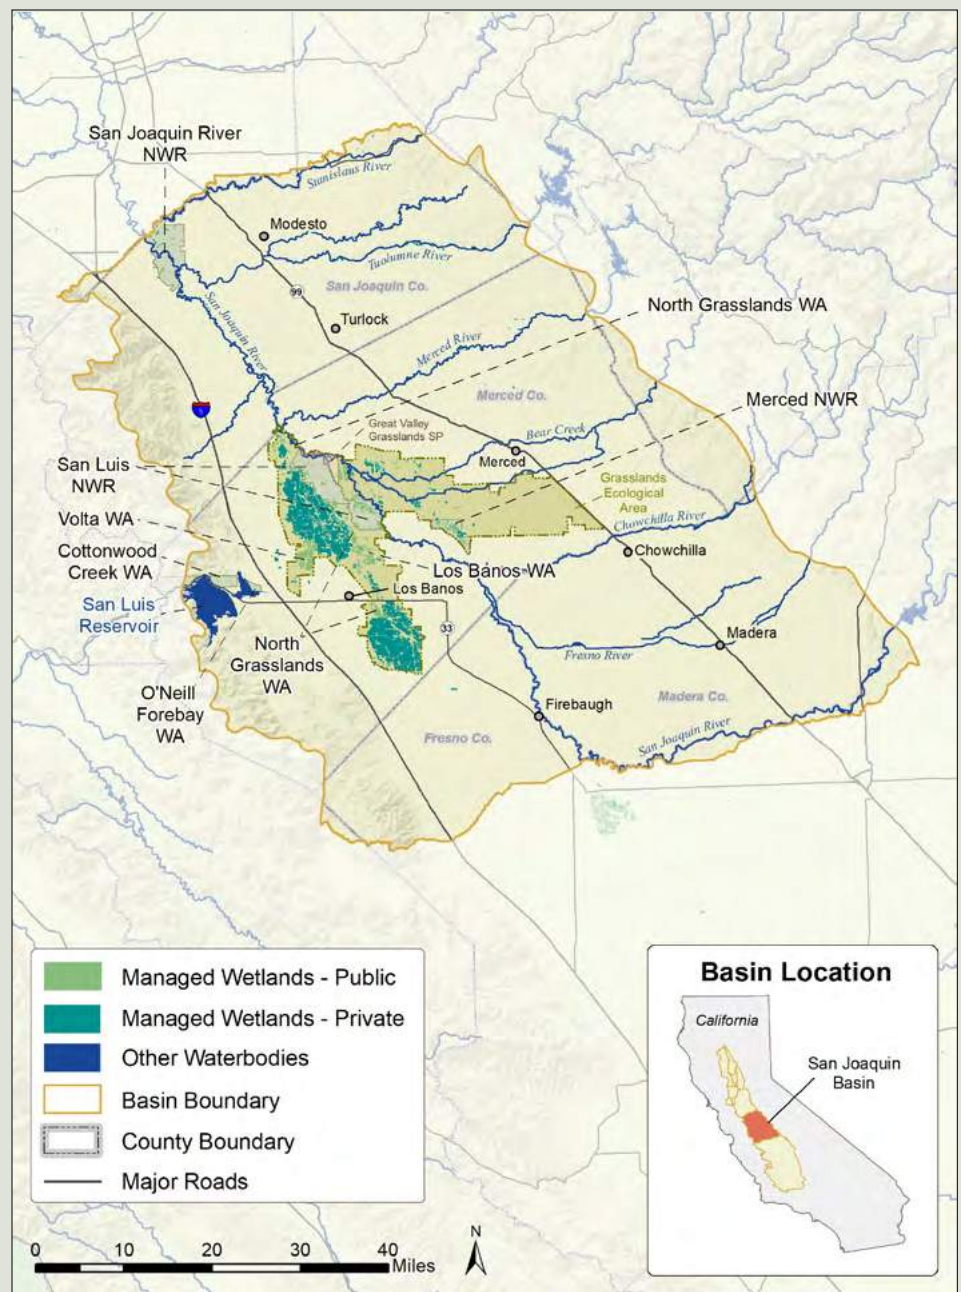 San Joaquin River
NWR
Stanislaus River
Modesto
Tuolumne River
San Joaquin Co.
99
San Joaquin River
Turlock
North Grasslands WA
Merced River
Merced Co.
Merced NWR
Great Valley
Grasslands SP
Bear Creek
Merced
5
San Luis
NWR
Grasslands
Ecological
Area
Volta WA
Chowchilla River
Cottonwood
Creek WA
Chowchilla
Los Banos WA
Los Banos
San Luis
Reservoir
33
Madera
North
Grasslands
WA
Fresno River
O'Neill
Forebay
WA
Madera Co.
Firebaugh
San Joaquin River
Fresno Co.
Managed Wetlands - Public
Managed Wetlands - Private
Other Waterbodies
Basin Boundary
County Boundary
Major Roads
Basin Location
California
San Joaquin
Basin
N
0 10 20 30 40
Miles